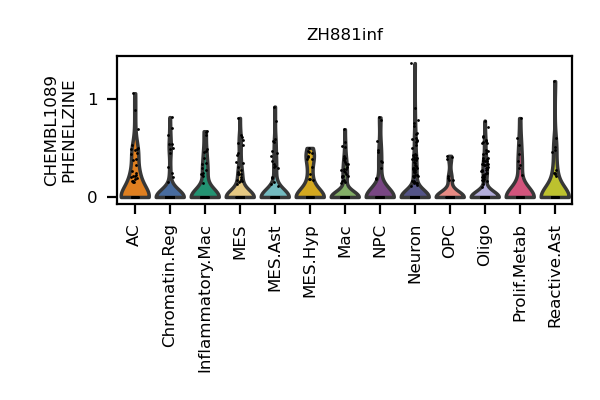 ZH881inf
CHEMBL1089
PHENELZINE
1
0
AC
Chromatin.Reg
Inflammatory.Mac
MES
MES.Ast
MES.Hyp
Mac
NPC
Neuron
OPC
Oligo
Prolif.Metab
Reactive.Ast